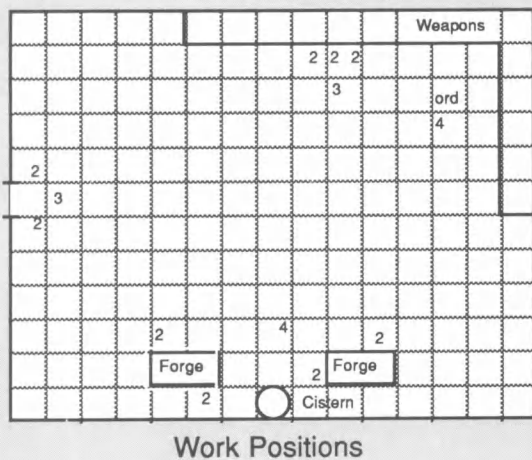 Weapons
2 2 2
3
ord
4
2
3
2
2 4 2
Forge 2 Forge
2 Cistern
Work Positions